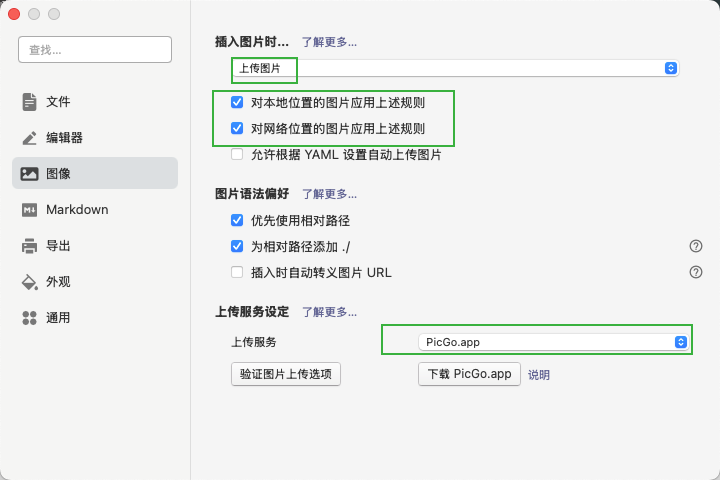 查找...
文件
编辑器
图像
Markdown
导出
外观
通用
插入图片时... 了解更多...
上传图片
对本地位置的图片应用上述规则
对网络位置的图片应用上述规则
允许根据 YAML 设置自动上传图片
图片语法偏好 了解更多...
优先使用相对路径
为相对路径添加 ./
插入时自动转义图片 URL
上传服务设定 了解更多...
上传服务 PicGo.app
验证图片上传选项 下载 PicGo.app 说明